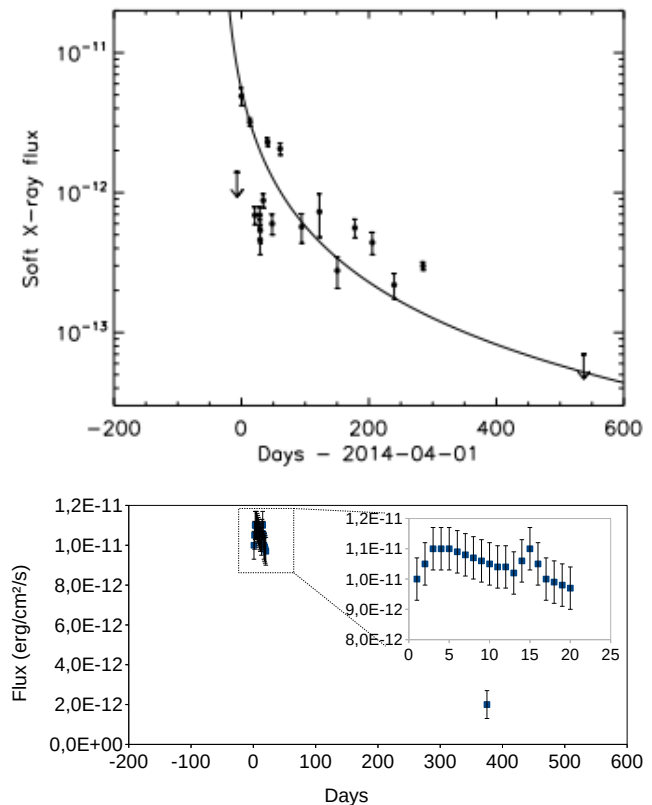 10⁻¹¹
10⁻¹²
10⁻¹³
Soft X-ray flux
-200 0 200 400 600
Days - 2014-04-01
1,2E-11
1,0E-11
8,0E-12
6,0E-12
4,0E-12
2,0E-12
0,0E+00
Flux (erg/cm²/s)
1,2E-11
1,1E-11
1,0E-11
9,0E-12
8,0E-12
0 5 10 15 20 25
-200 -100 0 100 200 300 400 500 600
Days